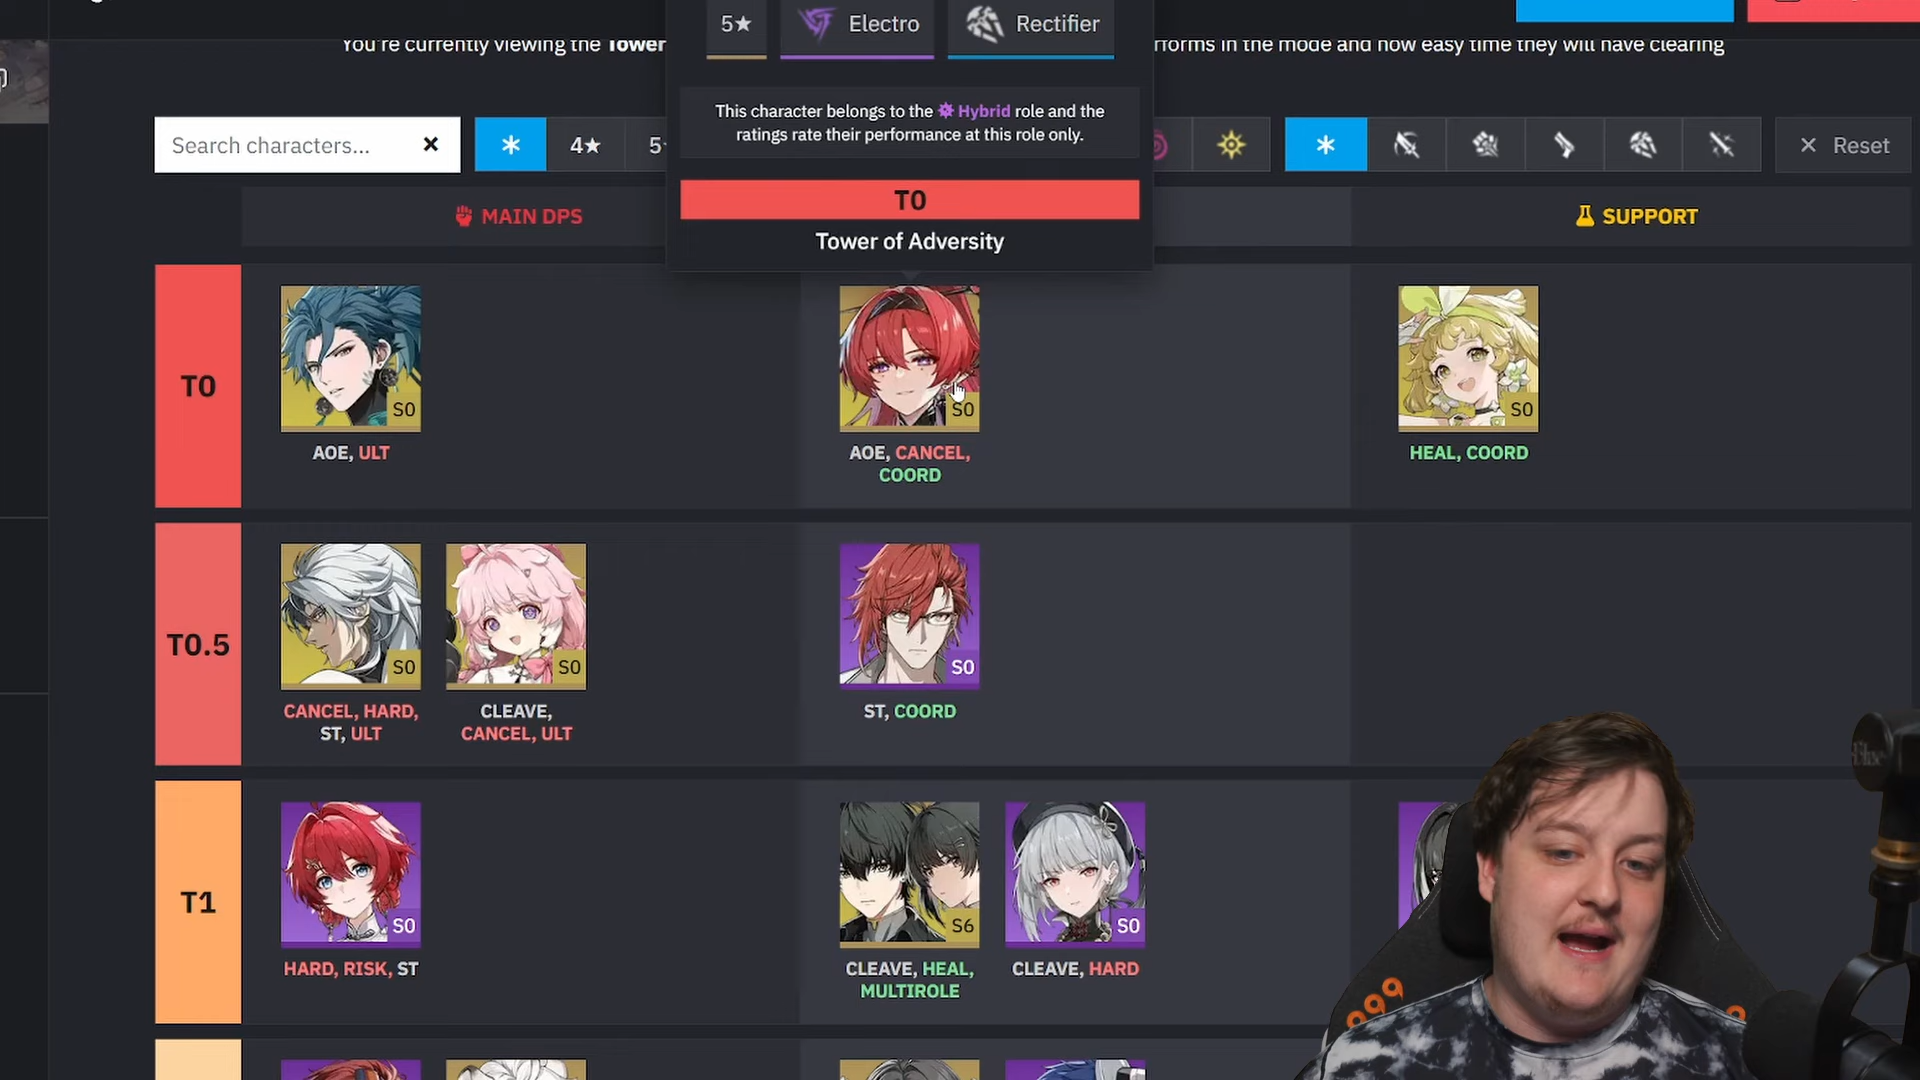 5★ Electro Rectifier
You're currently viewing the Tower
rforms in the mode and how easy time they will have clearing
This character belongs to the Hybrid role and the
ratings rate their performance at this role only.
Search characters... × 4★ 5 × Reset
T0
Tower of Adversity
MAIN DPS
SUPPORT
T0
S0
AOE, ULT
S0
AOE, CANCEL,
COORD
S0
HEAL, COORD
T0.5
S0
CANCEL, HARD,
ST, ULT
S0
CLEAVE,
CANCEL, ULT
S0
ST, COORD
T1
S0
HARD, RISK, ST
S6
CLEAVE, HEAL,
MULTIROLE
S0
CLEAVE, HARD